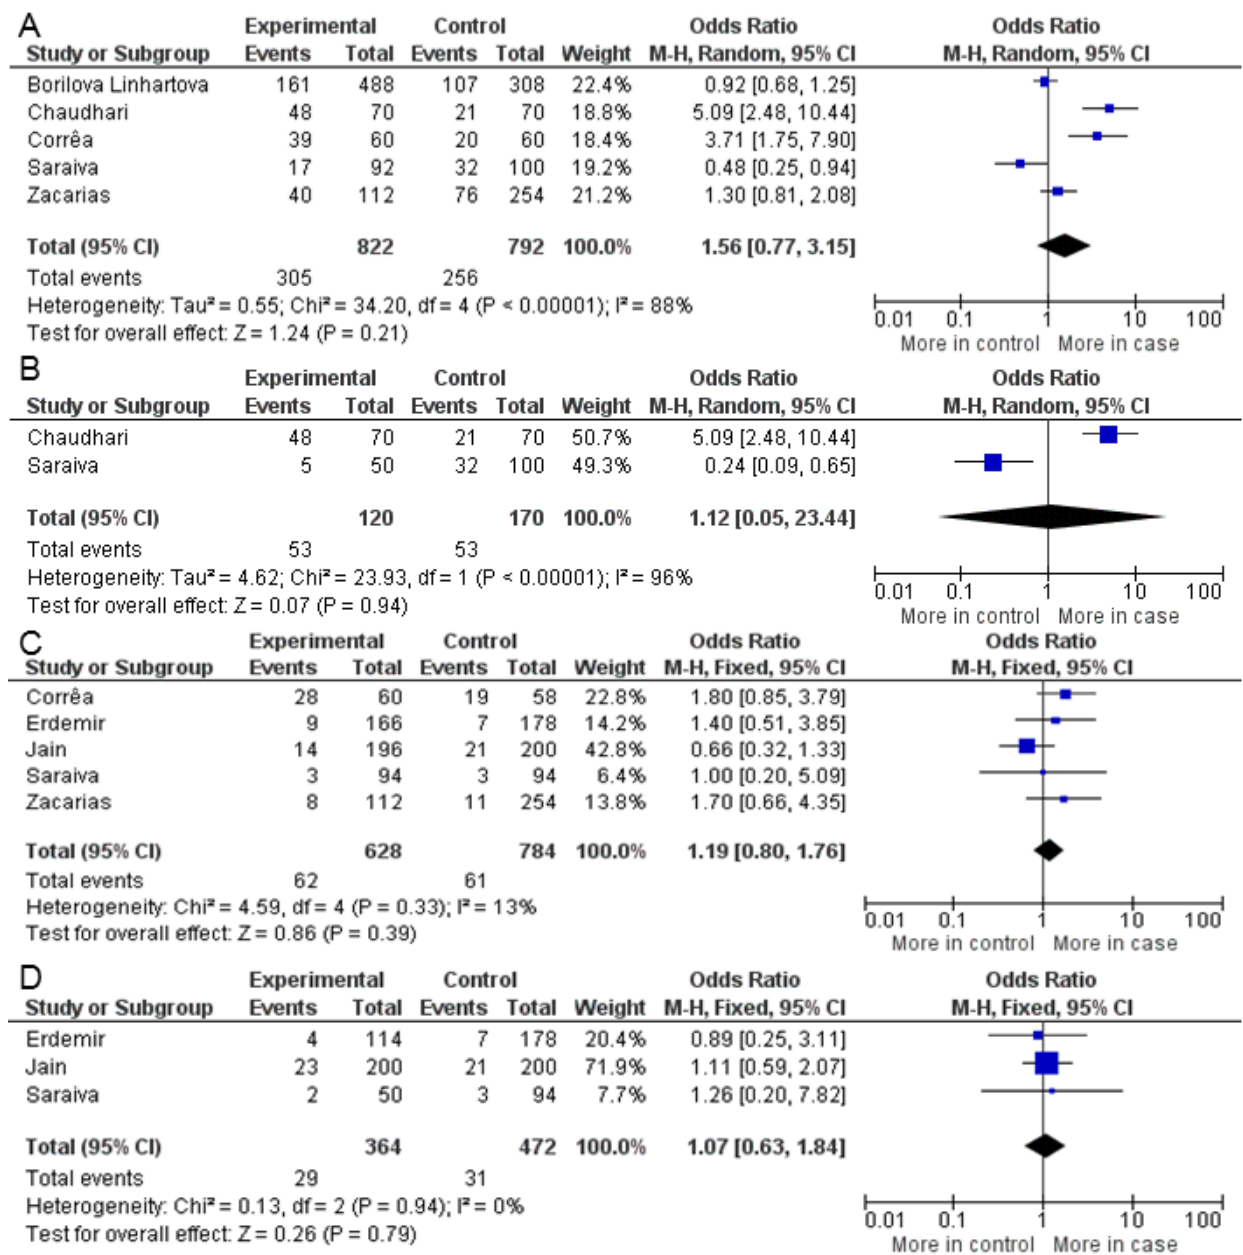 A
Experimental Control Odds Ratio Odds Ratio
Study or Subgroup Events Total Events Total Weight M-H, Random, 95% CI M-H, Random, 95% CI
Borilova Linhartova 161 488 107 308 22.4% 0.92 [0.68, 1.25]
Chaudhari 48 70 21 70 18.8% 5.09 [2.48, 10.44]
Corrêa 39 60 20 60 18.4% 3.71 [1.75, 7.90]
Saraiva 17 92 32 100 19.2% 0.48 [0.25, 0.94]
Zacarias 40 112 76 254 21.2% 1.30 [0.81, 2.08]
Total (95% CI) 822 792 100.0% 1.56 [0.77, 3.15]
Total events 305 256
Heterogeneity: Tau² = 0.55; Chi² = 34.20, df = 4 (P < 0.00001); I² = 88%
Test for overall effect: Z = 1.24 (P = 0.21)
0.01 0.1 1 10 100
More in control More in case
B
Experimental Control Odds Ratio Odds Ratio
Study or Subgroup Events Total Events Total Weight M-H, Random, 95% CI M-H, Random, 95% CI
Chaudhari 48 70 21 70 50.7% 5.09 [2.48, 10.44]
Saraiva 5 50 32 100 49.3% 0.24 [0.09, 0.65]
Total (95% CI) 120 170 100.0% 1.12 [0.05, 23.44]
Total events 53 53
Heterogeneity: Tau² = 4.62; Chi² = 23.93, df = 1 (P < 0.00001); I² = 96%
Test for overall effect: Z = 0.07 (P = 0.94)
0.01 0.1 1 10 100
More in control More in case
C
Experimental Control Odds Ratio Odds Ratio
Study or Subgroup Events Total Events Total Weight M-H, Fixed, 95% CI M-H, Fixed, 95% CI
Corrêa 28 60 19 58 22.8% 1.80 [0.85, 3.79]
Erdemir 9 166 7 178 14.2% 1.40 [0.51, 3.85]
Jain 14 196 21 200 42.8% 0.66 [0.32, 1.33]
Saraiva 3 94 3 94 6.4% 1.00 [0.20, 5.09]
Zacarias 8 112 11 254 13.8% 1.70 [0.66, 4.35]
Total (95% CI) 628 784 100.0% 1.19 [0.80, 1.76]
Total events 62 61
Heterogeneity: Chi² = 4.59, df = 4 (P = 0.33); I² = 13%
Test for overall effect: Z = 0.86 (P = 0.39)
0.01 0.1 1 10 100
More in control More in case
D
Experimental Control Odds Ratio Odds Ratio
Study or Subgroup Events Total Events Total Weight M-H, Fixed, 95% CI M-H, Fixed, 95% CI
Erdemir 4 114 7 178 20.4% 0.89 [0.25, 3.11]
Jain 23 200 21 200 71.9% 1.11 [0.59, 2.07]
Saraiva 2 50 3 94 7.7% 1.26 [0.20, 7.82]
Total (95% CI) 364 472 100.0% 1.07 [0.63, 1.84]
Total events 29 31
Heterogeneity: Chi² = 0.13, df = 2 (P = 0.94); I² = 0%
Test for overall effect: Z = 0.26 (P = 0.79)
0.01 0.1 1 10 100
More in control More in case